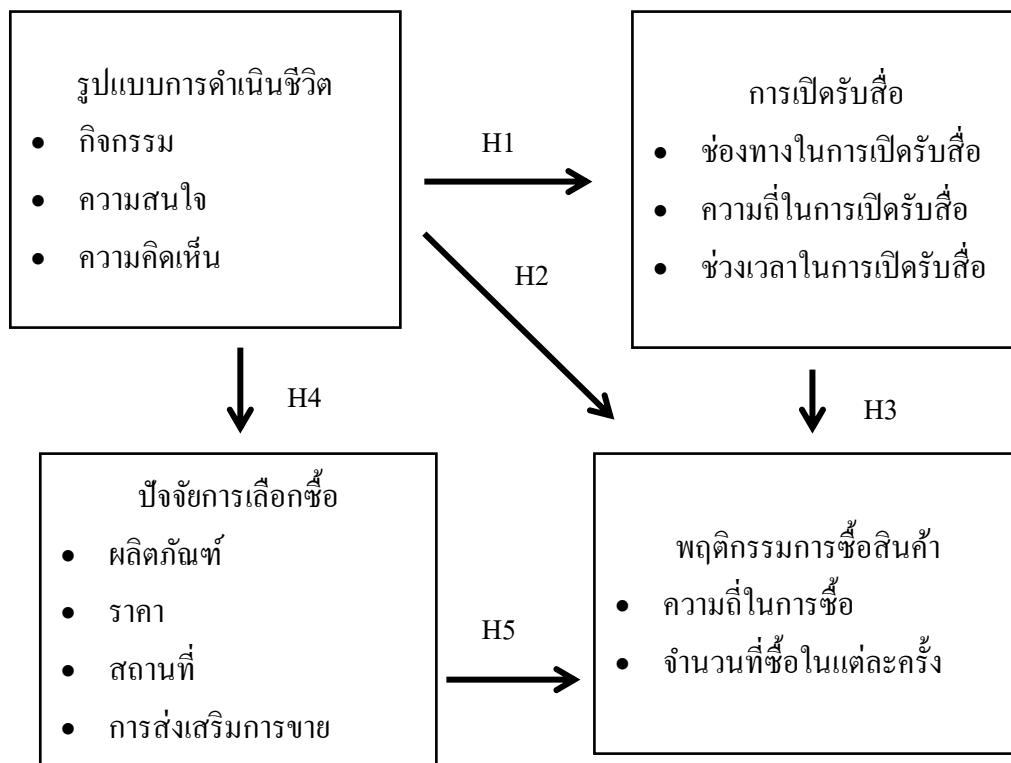 รูปแบบการดำเนินชีวิต
• กิจกรรม
• ความสนใจ
• ความคิดเห็น
H1
การเปิดรับสื่อ
• ช่องทางในการเปิดรับสื่อ
• ความถี่ในการเปิดรับสื่อ
• ช่วงเวลาในการเปิดรับสื่อ
H2
H4
H3
ปัจจัยการเลือกซื้อ
• ผลิตภัณฑ์
• ราคา
• สถานที่
• การส่งเสริมการขาย
H5
พฤติกรรมการซื้อสินค้า
• ความถี่ในการซื้อ
• จำนวนที่ซื้อในแต่ละครั้ง